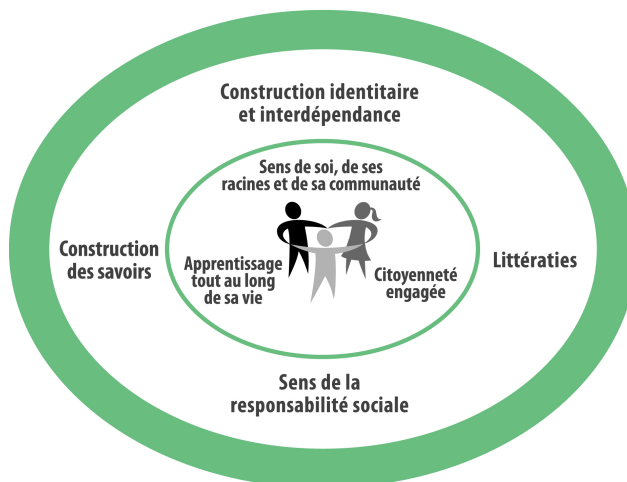 Construction identitaire
et interdépendance
Sens de soi, de ses
racines et de sa communauté
Construction
des savoirs
Apprentissage
tout au long
de sa vie
Citoyenneté
engagée
Littératies
Sens de la
responsabilité sociale